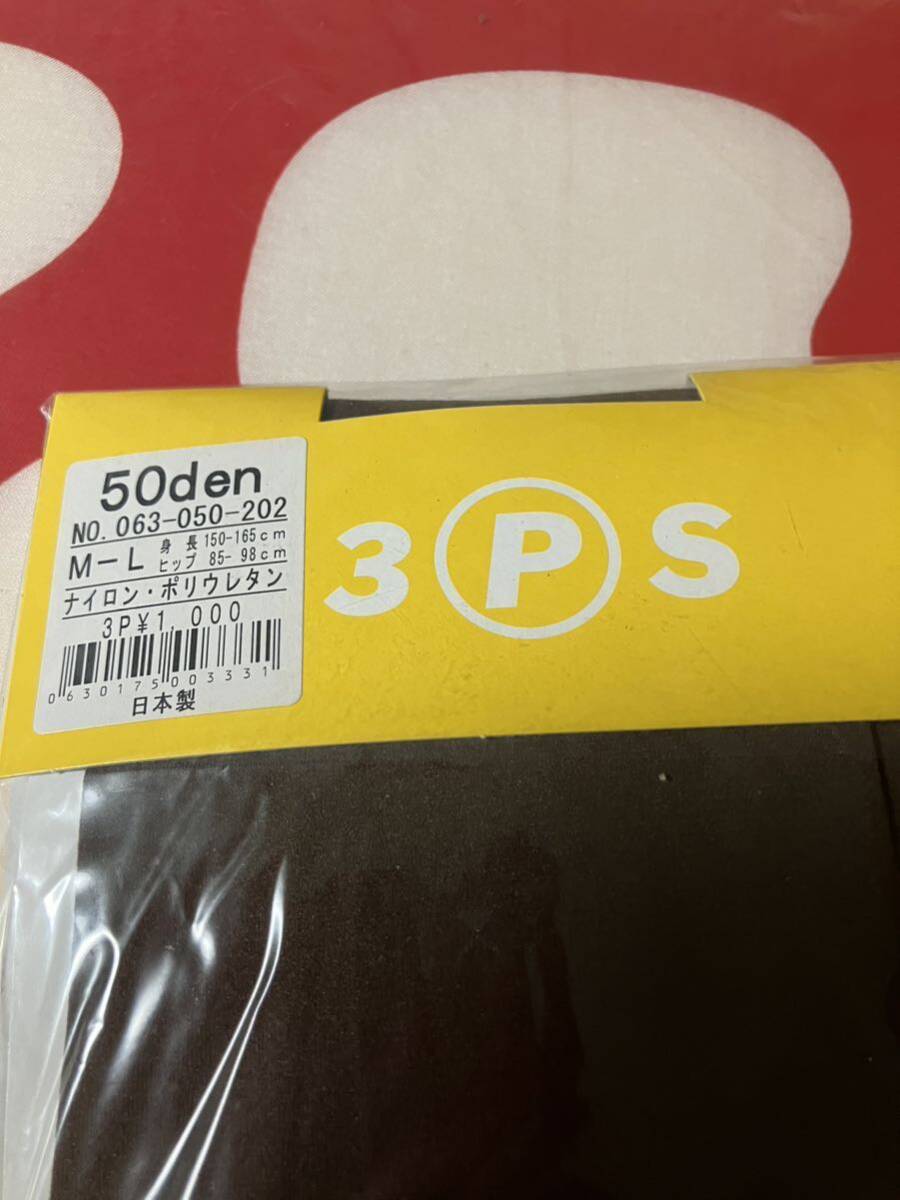 50den
NO. 063-050-202
M-L 身長 150-165cm
ヒップ 85-98cm
ナイロン・ポリウレタン
3P¥1,000
0630175003331
日本製
3 P S